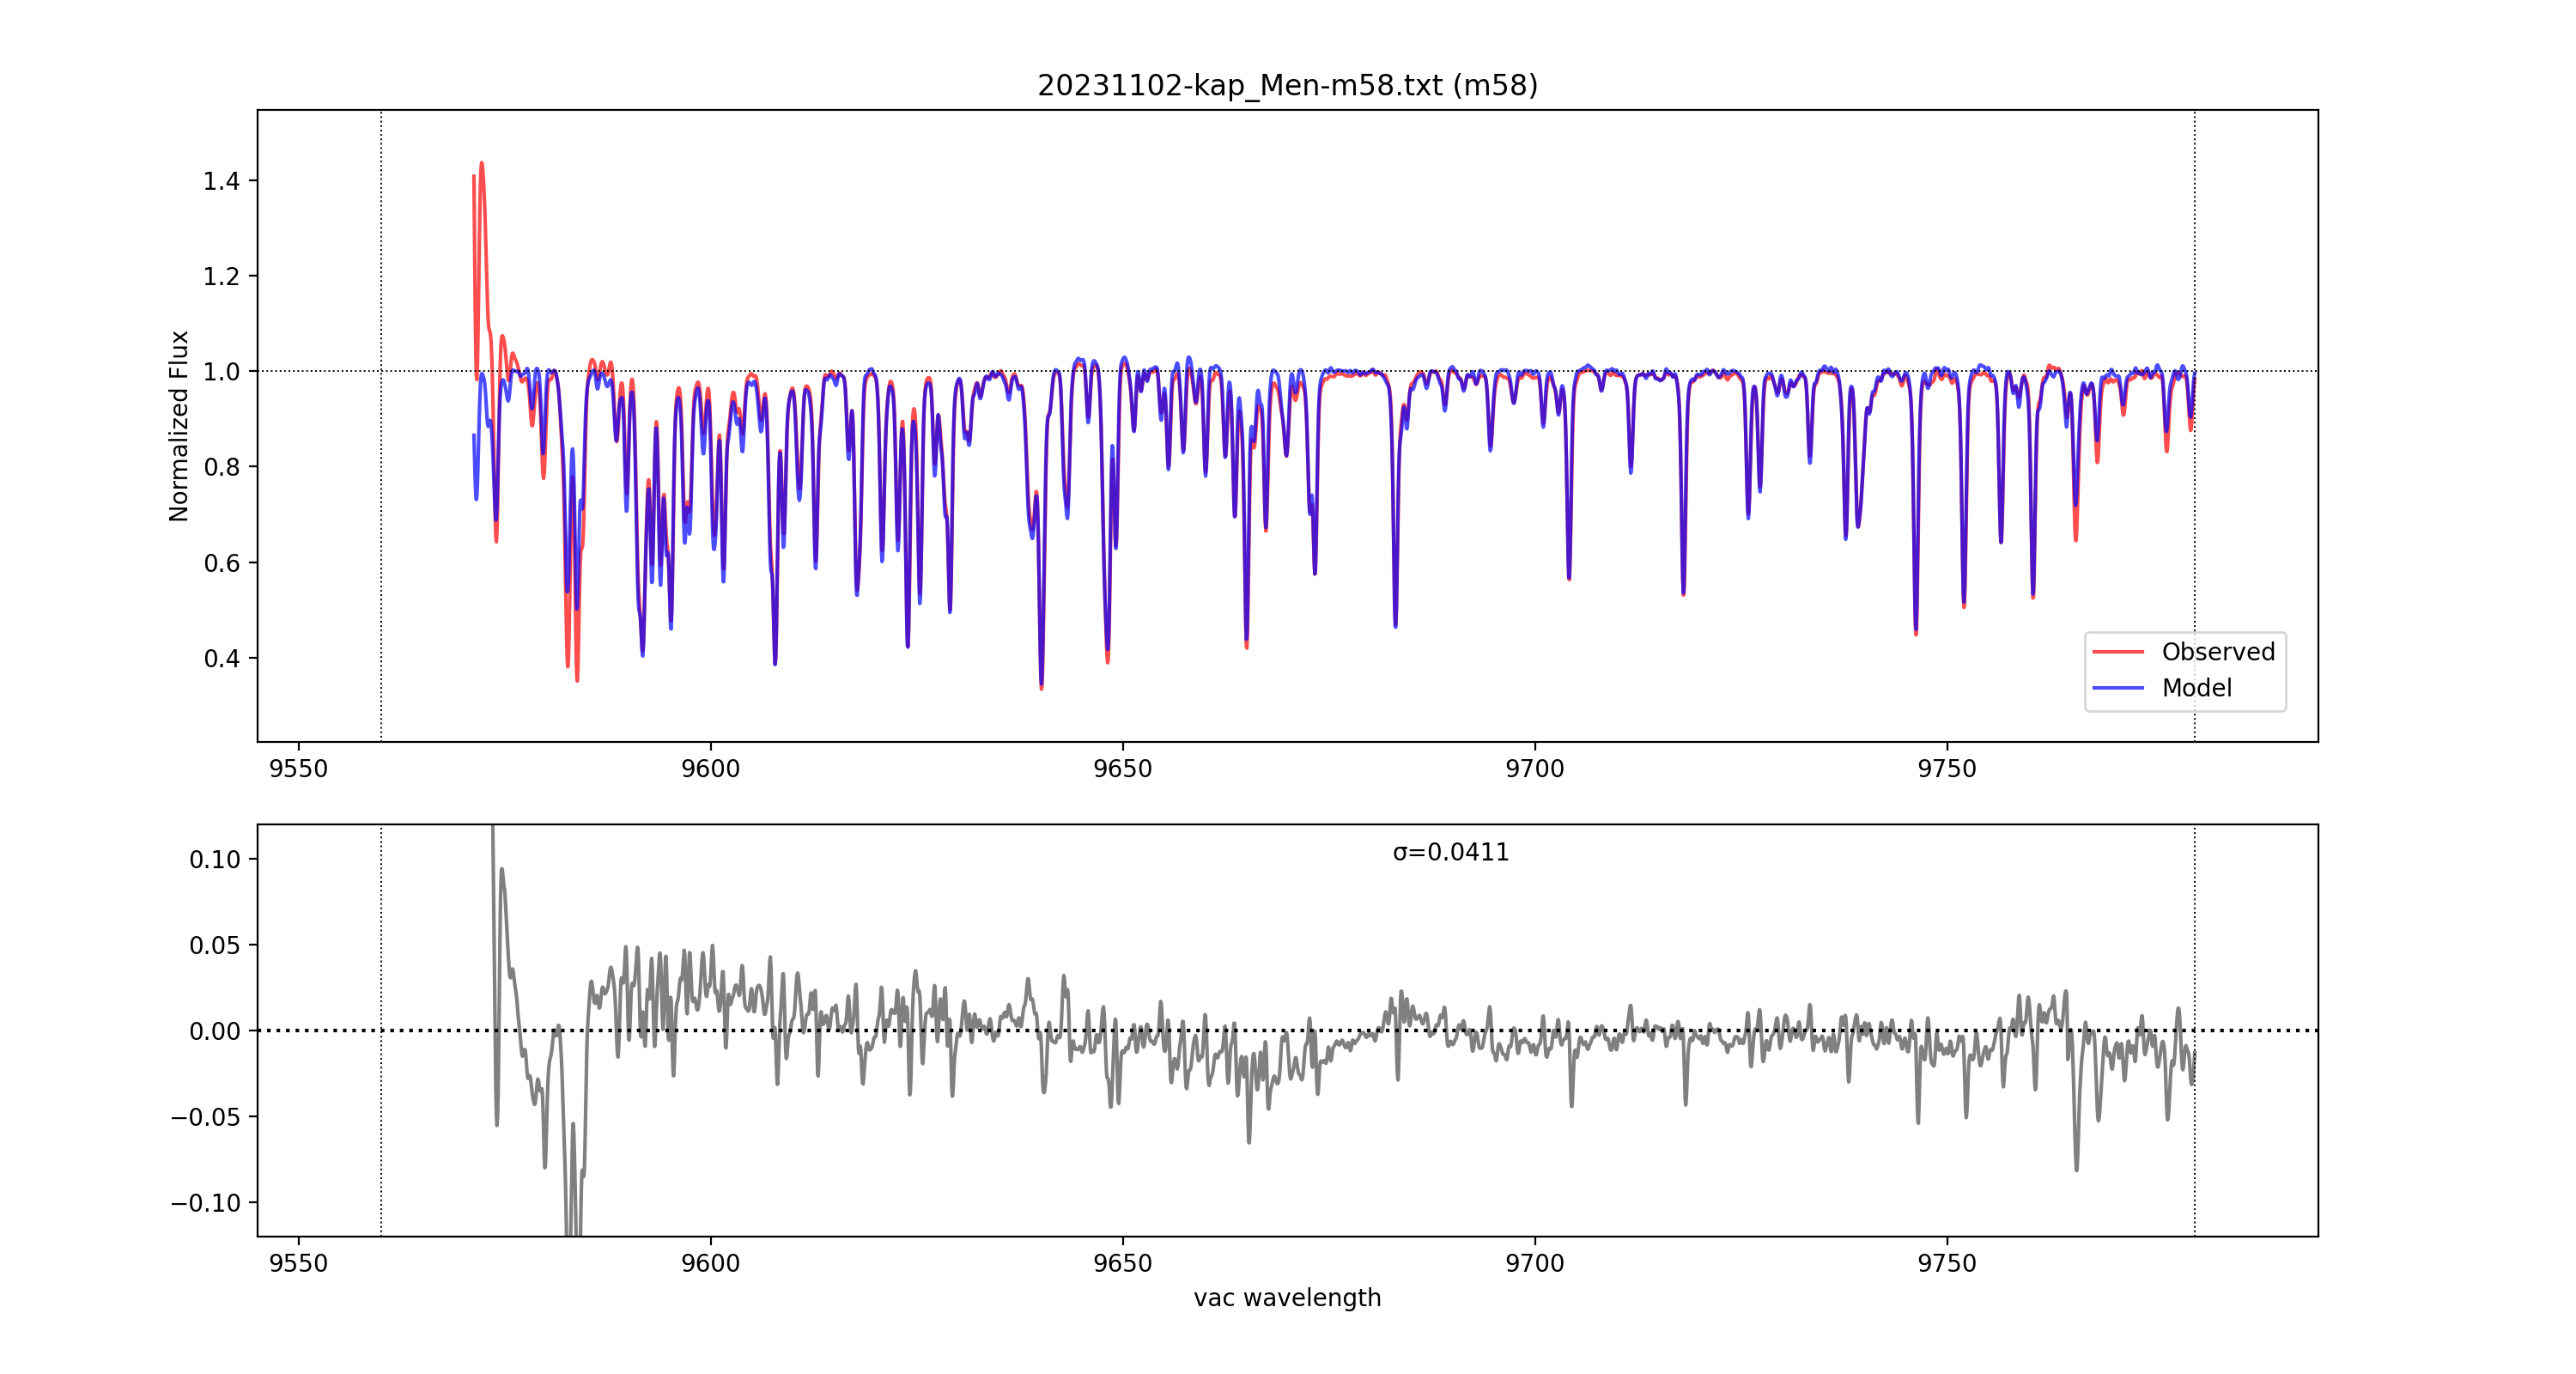 20231102-kap_Men-m58.txt (m58)
Normalized Flux
1.4
1.2
1.0
0.8
0.6
0.4
Observed
Model
9550 9600 9650 9700 9750
σ=0.0411
0.10
0.05
0.00
−0.05
−0.10
9550 9600 9650 9700 9750
vac wavelength